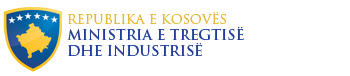 REPUBLIKA E KOSOVËS
MINISTRIA E TREGTISË
DHE INDUSTRISË